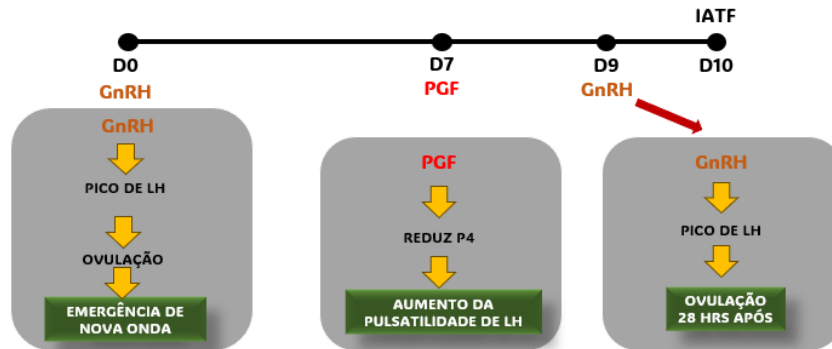 IATF
D0 D7 D9 D10
GnRH PGF GnRH
GnRH
PICO DE LH
OVULAÇÃO
EMERGÊNCIA DE
NOVA ONDA
PGF
REDUZ P4
AUMENTO DA
PULSATILIDADE DE LH
GnRH
PICO DE LH
OVULAÇÃO
28 HRS APÓS